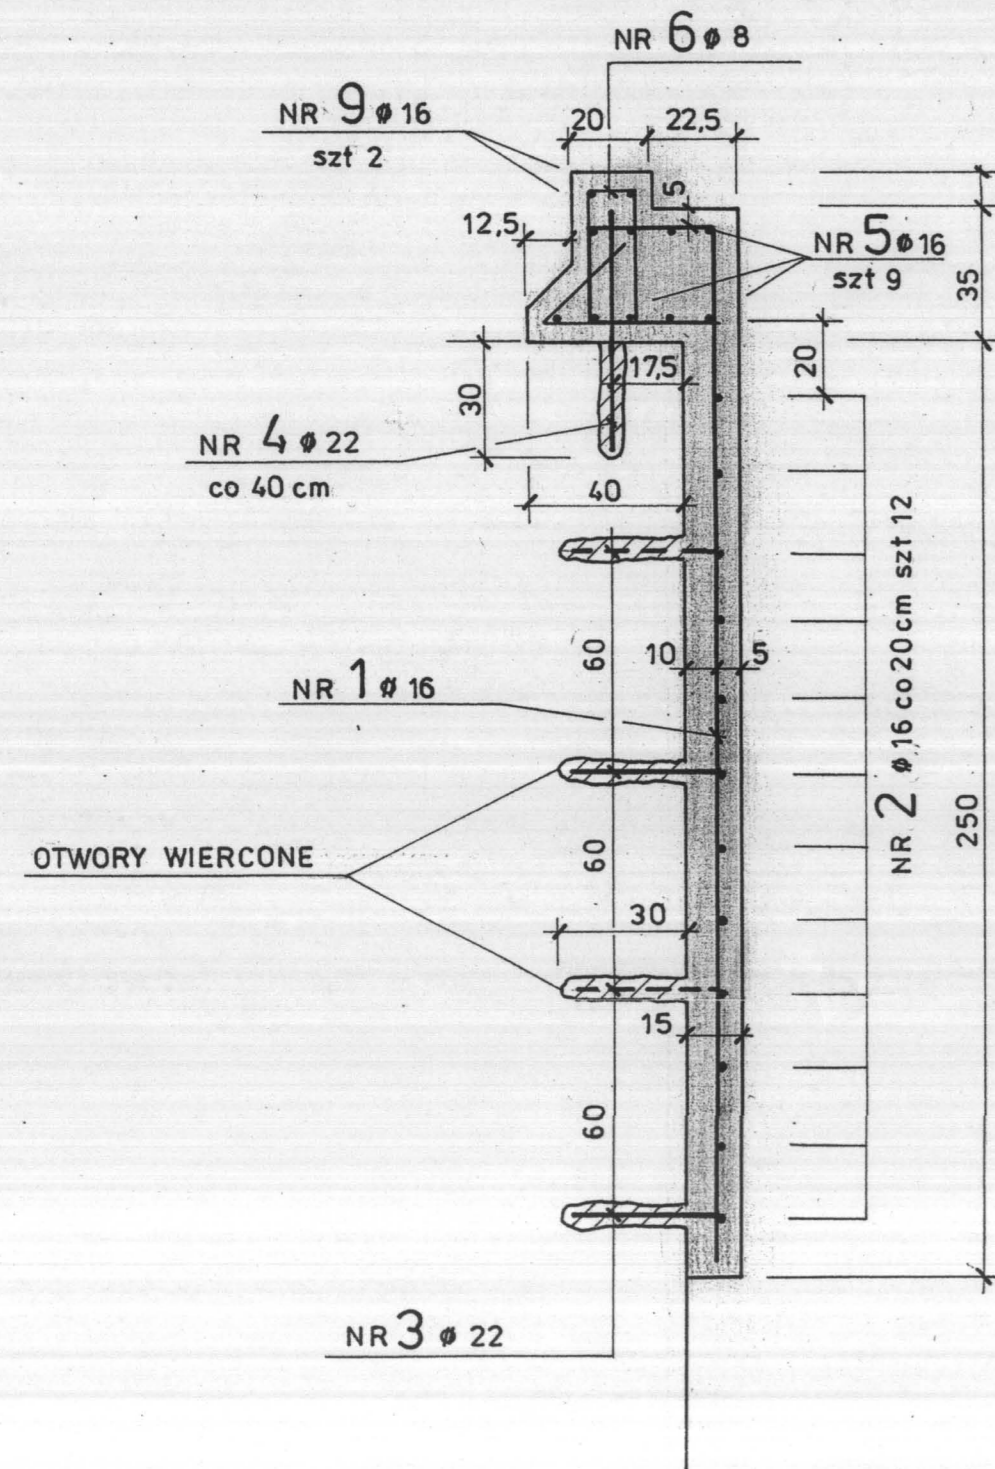 NR 6 ø 8
NR 9 ø 16
szt 2
20
22,5
5
12,5
NR 5 ø 16
szt 9
35
17,5
20
30
NR 4 ø 22
co 40 cm
40
60
10
5
NR 1 ø 16
NR 2 ø 16 co 20 cm szt 12
250
OTWORY WIERCONE
60
30
15
60
NR 3 ø 22